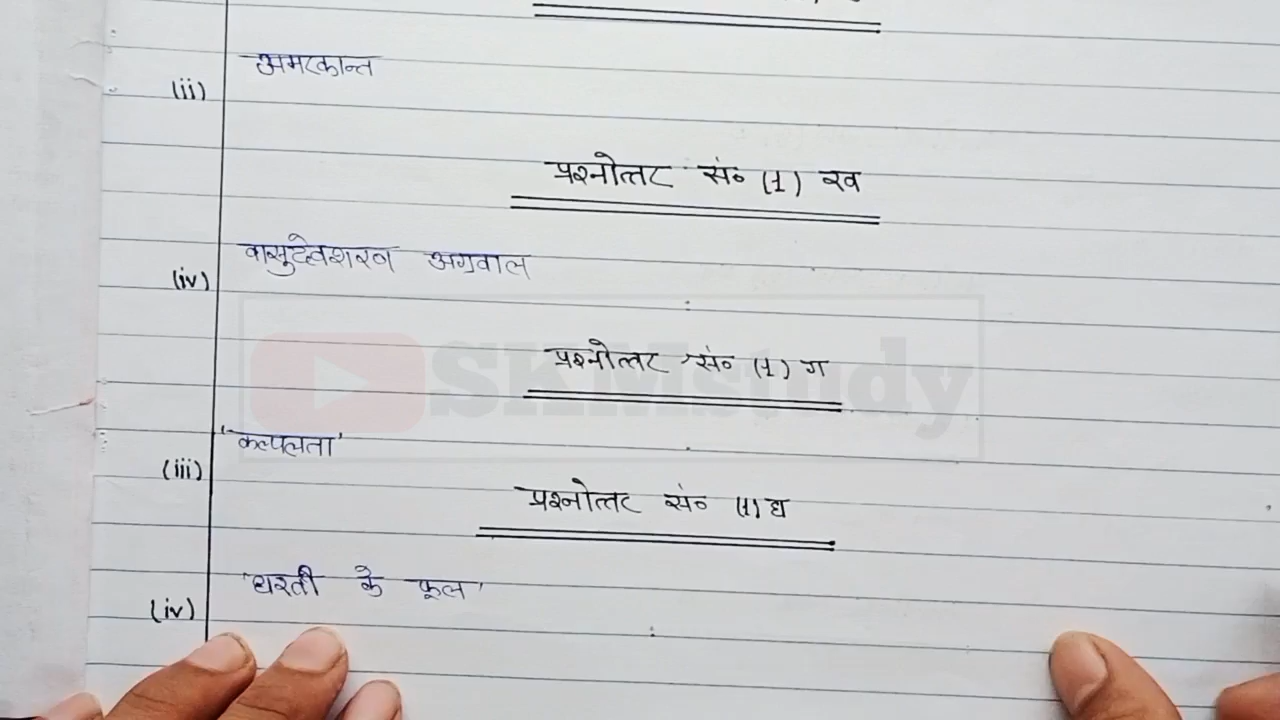 (ii) अमरकान्त
प्रश्नोत्तर सं० (1) ख
(iv) वासुदेवशरण अग्रवाल
प्रश्नोत्तर सं० (1) ग
SKMstudy
(iii) 'कल्पलता'
प्रश्नोत्तर सं० (1) घ
(iv) 'धरती के फूल'